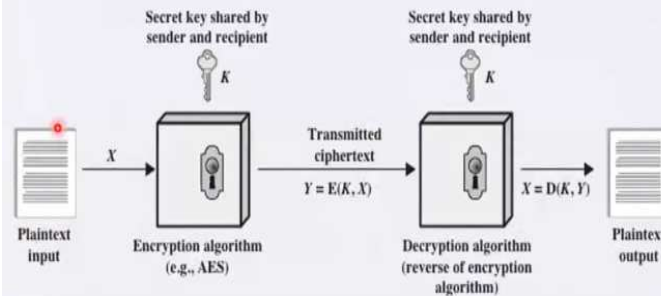 Secret key shared by
sender and recipient
K
Secret key shared by
sender and recipient
K
X
Transmitted
ciphertext
Y = E(K, X)
X = D(K, Y)
Plaintext
input
Encryption algorithm
(e.g., AES)
Decryption algorithm
(reverse of encryption
algorithm)
Plaintex
output